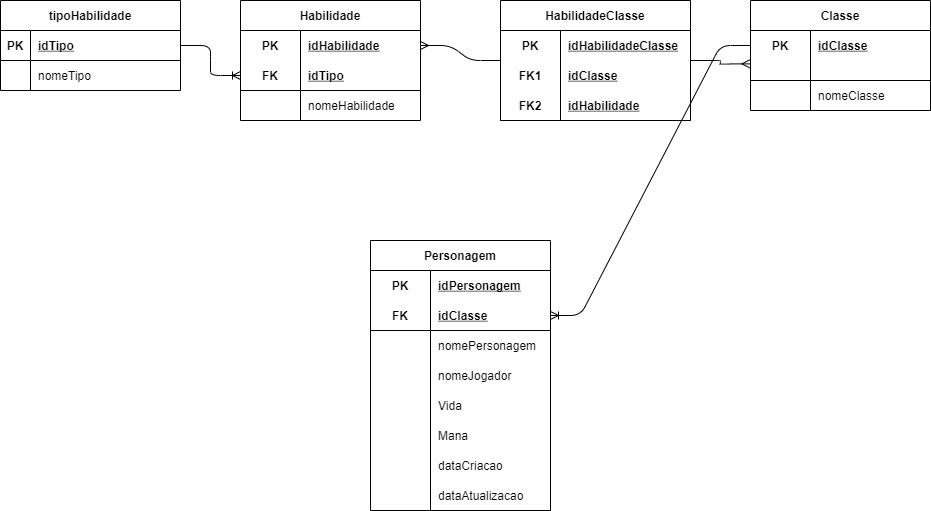 tipoHabilidade
PK idTipo
nomeTipo
Habilidade
PK idHabilidade
FK idTipo
nomeHabilidade
HabilidadeClasse
PK idHabilidadeClasse
FK1 idClasse
FK2 idHabilidade
Classe
PK idClasse
nomeClasse
Personagem
PK idPersonagem
FK idClasse
nomePersonagem
nomeJogador
Vida
Mana
dataCriacao
dataAtualizacao